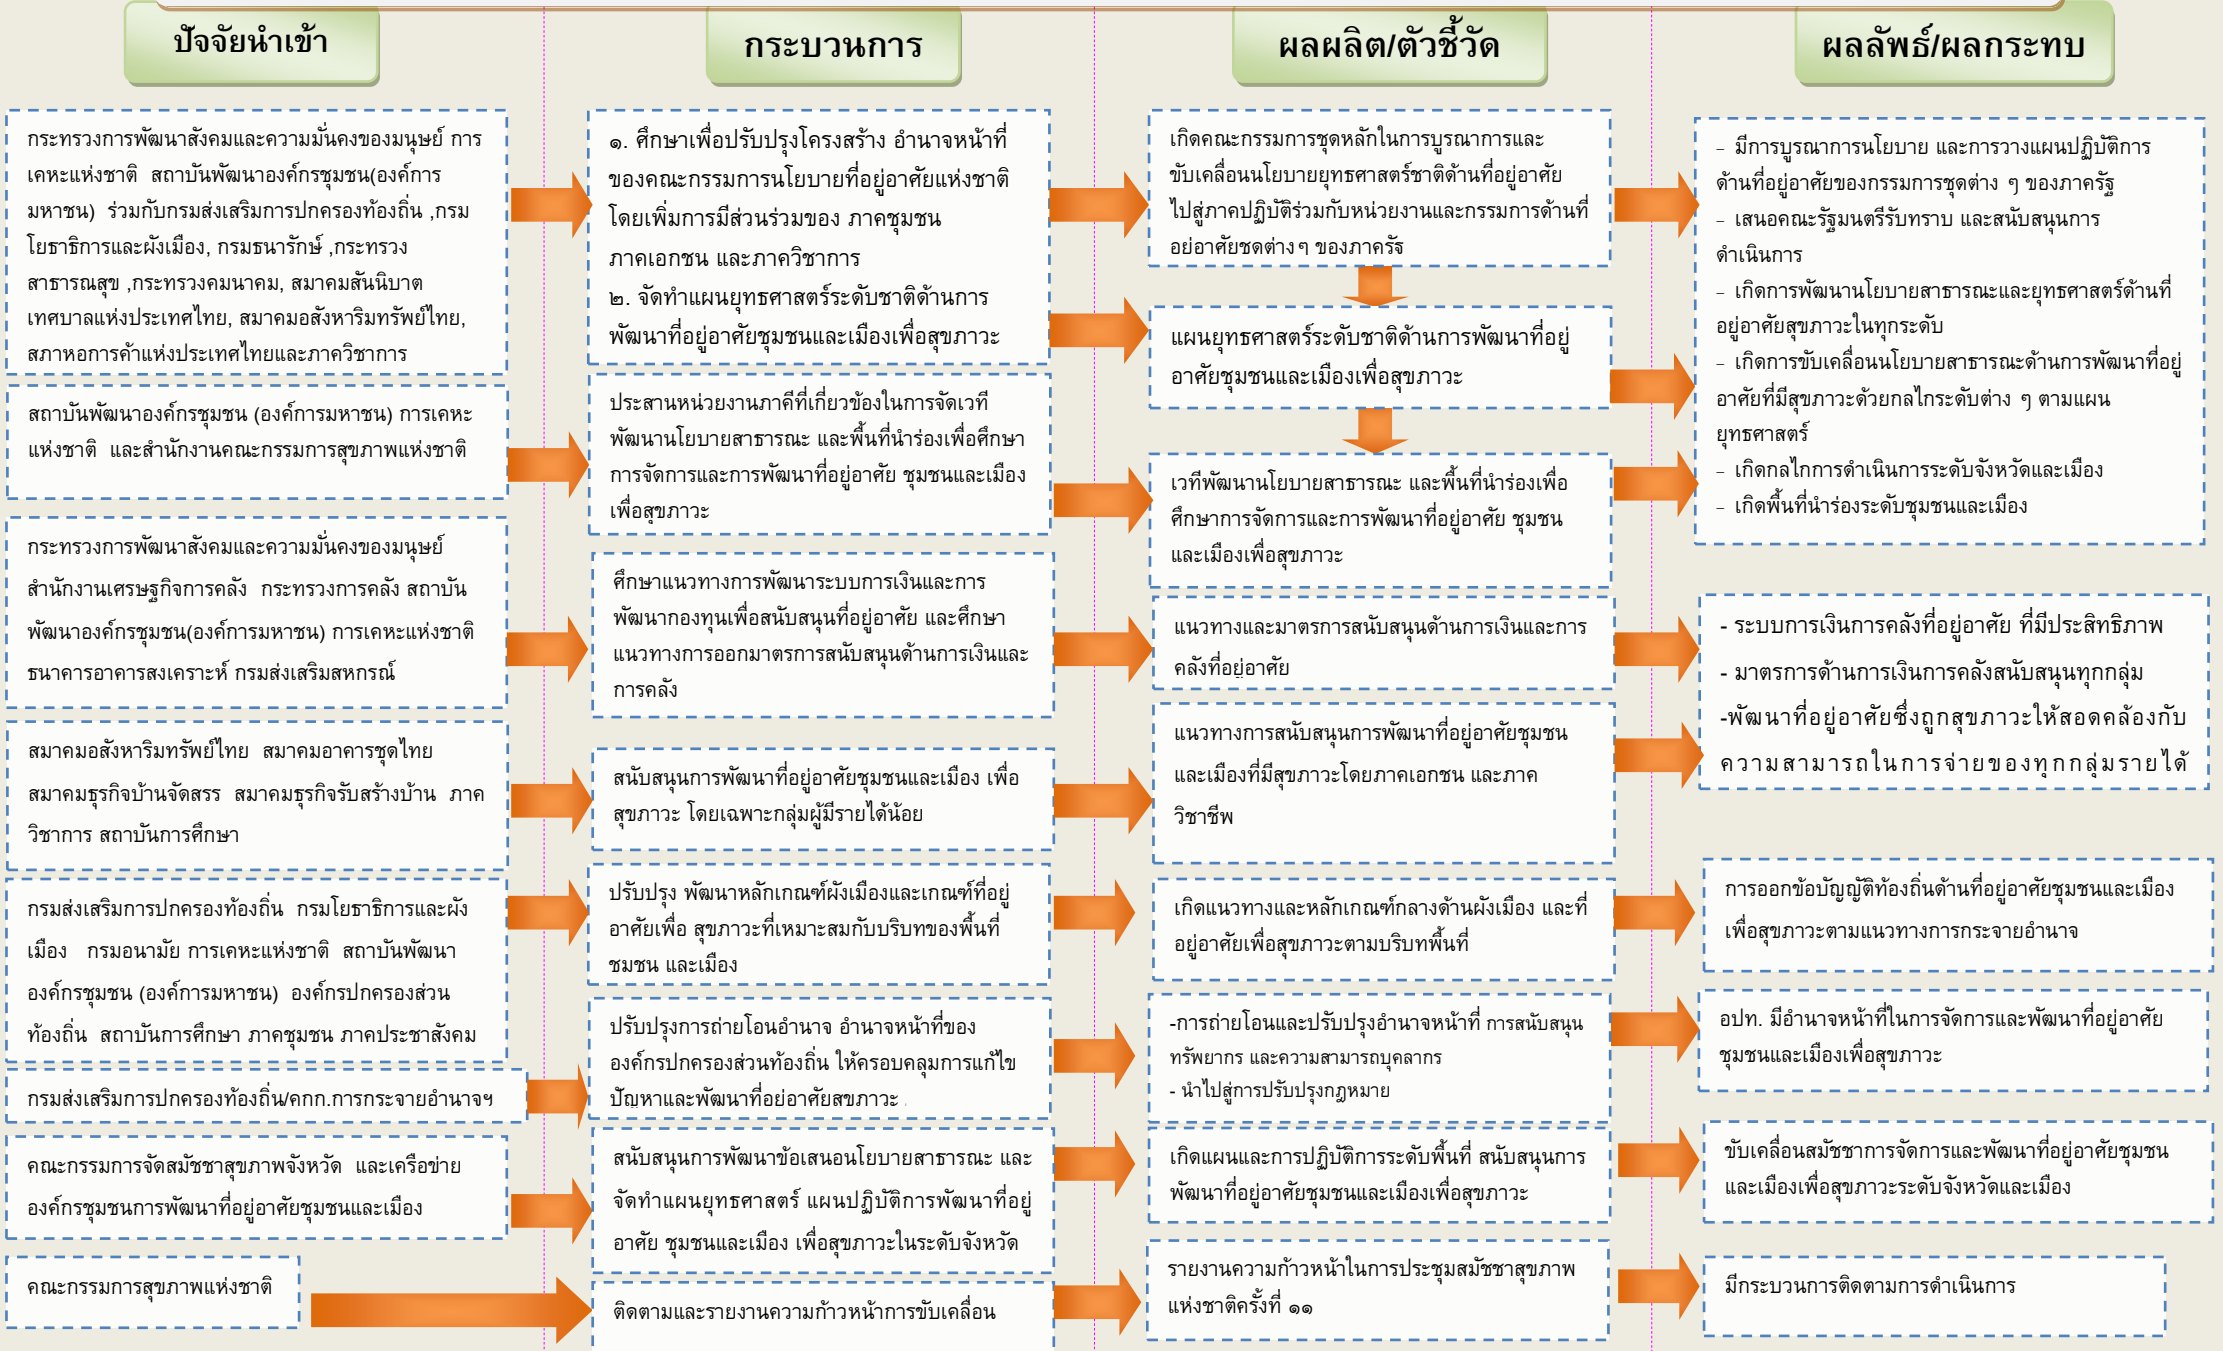 ปัจจัยนำเข้า
กระบวนการ
ผลผลิต/ตัวชี้วัด
ผลลัพธ์/ผลกระทบ
กระทรวงการพัฒนาสังคมและความมั่นคงของมนุษย์ การ
เคหะแห่งชาติ สถาบันพัฒนาองค์กรชุมชน(องค์การ
มหาชน) ร่วมกับกรมส่งเสริมการปกครองท้องถิ่น ,กรม
โยธาธิการและผังเมือง, กรมธนารักษ์ ,กระทรวง
สาธารณสุข ,กระทรวงคมนาคม, สมาคมสันนิบาต
เทศบาลแห่งประเทศไทย, สมาคมอสังหาริมทรัพย์ไทย,
สภาหอการค้าแห่งประเทศไทยและภาควิชาการ
สถาบันพัฒนาองค์กรชุมชน (องค์การมหาชน) การเคหะ
แห่งชาติ และสำนักงานคณะกรรมการสุขภาพแห่งชาติ
กระทรวงการพัฒนาสังคมและความมั่นคงของมนุษย์
สำนักงานเศรษฐกิจการคลัง กระทรวงการคลัง สถาบัน
พัฒนาองค์กรชุมชน(องค์การมหาชน) การเคหะแห่งชาติ
ธนาคารอาคารสงเคราะห์ กรมส่งเสริมสหกรณ์
สมาคมอสังหาริมทรัพย์ไทย สมาคมอาคารชุดไทย
สมาคมธุรกิจบ้านจัดสรร สมาคมธุรกิจรับสร้างบ้าน ภาค
วิชาการ สถาบันการศึกษา
กรมส่งเสริมการปกครองท้องถิ่น กรมโยธาธิการและผัง
เมือง กรมอนามัย การเคหะแห่งชาติ สถาบันพัฒนา
องค์กรชุมชน (องค์การมหาชน) องค์กรปกครองส่วน
ท้องถิ่น สถาบันการศึกษา ภาคชุมชน ภาคประชาสังคม
กรมส่งเสริมการปกครองท้องถิ่น/คกก.การกระจายอำนาจฯ
คณะกรรมการจัดสมัชชาสุขภาพจังหวัด และเครือข่าย
องค์กรชุมชนการพัฒนาที่อยู่อาศัยชุมชนและเมือง
คณะกรรมการสุขภาพแห่งชาติ
๑. ศึกษาเพื่อปรับปรุงโครงสร้าง อำนาจหน้าที่
ของคณะกรรมการนโยบายที่อยู่อาศัยแห่งชาติ
โดยเพิ่มการมีส่วนร่วมของ ภาคชุมชน
ภาคเอกชน และภาควิชาการ
๒. จัดทำแผนยุทธศาสตร์ระดับชาติด้านการ
พัฒนาที่อยู่อาศัยชุมชนและเมืองเพื่อสุขภาวะ
ประสานหน่วยงานภาคีที่เกี่ยวข้องในการจัดเวที
พัฒนานโยบายสาธารณะ และพื้นที่นำร่องเพื่อศึกษา
การจัดการและการพัฒนาที่อยู่อาศัย ชุมชนและเมือง
เพื่อสุขภาวะ
ศึกษาแนวทางการพัฒนาระบบการเงินและการ
พัฒนากองทุนเพื่อสนับสนุนที่อยู่อาศัย และศึกษา
แนวทางการออกมาตรการสนับสนุนด้านการเงินและ
การคลัง
สนับสนุนการพัฒนาที่อยู่อาศัยชุมชนและเมือง เพื่อ
สุขภาวะ โดยเฉพาะกลุ่มผู้มีรายได้น้อย
ปรับปรุง พัฒนาหลักเกณฑ์ผังเมืองและเกณฑ์ที่อยู่
อาศัยเพื่อ สุขภาวะที่เหมาะสมกับบริบทของพื้นที่
ชุมชน และเมือง
ปรับปรุงการถ่ายโอนอำนาจ อำนาจหน้าที่ของ
องค์กรปกครองส่วนท้องถิ่น ให้ครอบคลุมการแก้ไข
ปัญหาและพัฒนาที่อยู่อาศัยสุขภาวะ
สนับสนุนการพัฒนาข้อเสนอนโยบายสาธารณะ และ
จัดทำแผนยุทธศาสตร์ แผนปฏิบัติการพัฒนาที่อยู่
อาศัย ชุมชนและเมือง เพื่อสุขภาวะในระดับจังหวัด
ติดตามและรายงานความก้าวหน้าการขับเคลื่อน
เกิดคณะกรรมการชุดหลักในการบูรณาการและ
ขับเคลื่อนนโยบายยุทธศาสตร์ชาติด้านที่อยู่อาศัย
ไปสู่ภาคปฏิบัติร่วมกับหน่วยงานและกรรมการด้านที่
อยู่อาศัยชุดต่างๆ ของภาครัฐ
แผนยุทธศาสตร์ระดับชาติด้านการพัฒนาที่อยู่
อาศัยชุมชนและเมืองเพื่อสุขภาวะ
เวทีพัฒนานโยบายสาธารณะ และพื้นที่นำร่องเพื่อ
ศึกษาการจัดการและการพัฒนาที่อยู่อาศัย ชุมชน
และเมืองเพื่อสุขภาวะ
แนวทางและมาตรการสนับสนุนด้านการเงินและการ
คลังที่อยู่อาศัย
แนวทางการสนับสนุนการพัฒนาที่อยู่อาศัยชุมชน
และเมืองที่มีสุขภาวะโดยภาคเอกชน และภาค
วิชาชีพ
เกิดแนวทางและหลักเกณฑ์กลางด้านผังเมือง และที่
อยู่อาศัยเพื่อสุขภาวะตามบริบทพื้นที่
-การถ่ายโอนและปรับปรุงอำนาจหน้าที่ การสนับสนุน
ทรัพยากร และความสามารถบุคลากร
- นำไปสู่การปรับปรุงกฎหมาย
เกิดแผนและการปฏิบัติการระดับพื้นที่ สนับสนุนการ
พัฒนาที่อยู่อาศัยชุมชนและเมืองเพื่อสุขภาวะ
รายงานความก้าวหน้าในการประชุมสมัชชาสุขภาพ
แห่งชาติครั้งที่ ๑๑
– มีการบูรณาการนโยบาย และการวางแผนปฏิบัติการ
ด้านที่อยู่อาศัยของกรรมการชุดต่าง ๆ ของภาครัฐ
– เสนอคณะรัฐมนตรีรับทราบ และสนับสนุนการ
ดำเนินการ
– เกิดการพัฒนานโยบายสาธารณะและยุทธศาสตร์ด้านที่
อยู่อาศัยสุขภาวะในทุกระดับ
– เกิดการขับเคลื่อนนโยบายสาธารณะด้านการพัฒนาที่อยู่
อาศัยที่มีสุขภาวะด้วยกลไกระดับต่าง ๆ ตามแผน
ยุทธศาสตร์
– เกิดกลไกการดำเนินการระดับจังหวัดและเมือง
– เกิดพื้นที่นำร่องระดับชุมชนและเมือง
- ระบบการเงินการคลังที่อยู่อาศัย ที่มีประสิทธิภาพ
- มาตรการด้านการเงินการคลังสนับสนุนทุกกลุ่ม
-พัฒนาที่อยู่อาศัยซึ่งถูกสุขภาวะให้สอดคล้องกับ
ความสามารถในการจ่ายของทุกกลุ่มรายได้
การออกข้อบัญญัติท้องถิ่นด้านที่อยู่อาศัยชุมชนและเมือง
เพื่อสุขภาวะตามแนวทางการกระจายอำนาจ
อปท. มีอำนาจหน้าที่ในการจัดการและพัฒนาที่อยู่อาศัย
ชุมชนและเมืองเพื่อสุขภาวะ
ขับเคลื่อนสมัชชาการจัดการและพัฒนาที่อยู่อาศัยชุมชน
และเมืองเพื่อสุขภาวะระดับจังหวัดและเมือง
มีกระบวนการติดตามการดำเนินการ